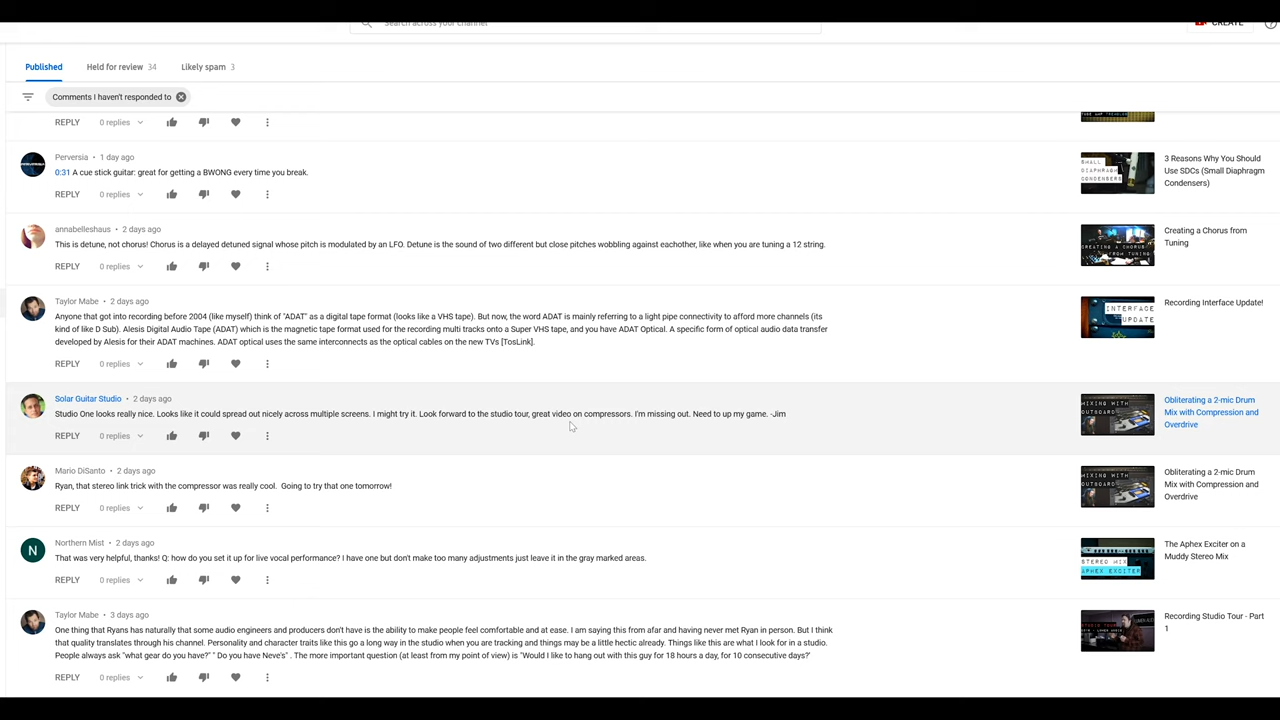 Search across your channel
CREATE
Published
Held for review 34
Likely spam 3
Comments I haven't responded to
REPLY 0 replies
Perversia • 1 day ago
0:31 A cue stick guitar: great for getting a BWONG every time you break.
REPLY 0 replies
SMALL
DIAPHRAGM
CONDENSERS
3 Reasons Why You Should
Use SDCs (Small Diaphragm
Condensers)
annabelleshaus • 2 days ago
This is detune, not chorus! Chorus is a delayed detuned signal whose pitch is modulated by an LFO. Detune is the sound of two different but close pitches wobbling against eachother, like when you are tuning a 12 string.
REPLY 0 replies
CREATING A CHORUS
FROM TUNING
Creating a Chorus from
Tuning
Taylor Mabe • 2 days ago
Anyone that got into recording before 2004 (like myself) think of "ADAT" as a digital tape format (looks like a VHS tape). But now, the word ADAT is mainly referring to a light pipe connectivity to afford more channels (its
kind of like D Sub). Alesis Digital Audio Tape (ADAT) which is the magnetic tape format used for the recording multi tracks onto a Super VHS tape, and you have ADAT Optical. A specific form of optical audio data transfer
developed by Alesis for their ADAT machines. ADAT optical uses the same interconnects as the optical cables on the new TVs [TosLink].
REPLY 0 replies
INTERFACE
UPDATE
Recording Interface Update!
Solar Guitar Studio • 2 days ago
Studio One looks really nice. Looks like it could spread out nicely across multiple screens. I might try it. Look forward to the studio tour, great video on compressors. I'm missing out. Need to up my game. -Jim
REPLY 0 replies
MIXING WITH
OUTBOARD
Obliterating a 2-mic Drum
Mix with Compression and
Overdrive
Mario DiSanto • 2 days ago
Ryan, that stereo link trick with the compressor was really cool. Going to try that one tomorrow!
REPLY 0 replies
MIXING WITH
OUTBOARD
Obliterating a 2-mic Drum
Mix with Compression and
Overdrive
N
Northern Mist • 2 days ago
That was very helpful, thanks! Q: how do you set it up for live vocal performance? I have one but don't make too many adjustments just leave it in the gray marked areas.
REPLY 0 replies
STEREO MIX
APHEX EXCITER
The Aphex Exciter on a
Muddy Stereo Mix
Taylor Mabe • 3 days ago
One thing that Ryans has naturally that some audio engineers and producers don't have is the ability to make people feel comfortable and at ease. I am saying this from afar and having never met Ryan in person. But I think
that quality translates through his channel. Personality and character traits like this go a long way in the studio when you are tracking and things may be a little hectic already. Things like this are what I look for in a studio.
People always ask "what gear do you have?" " Do you have Neve's" . The more important question (at least from my point of view) is "Would I like to hang out with this guy for 18 hours a day, for 10 consecutive days?'
REPLY 0 replies
Recording Studio Tour - Part
1